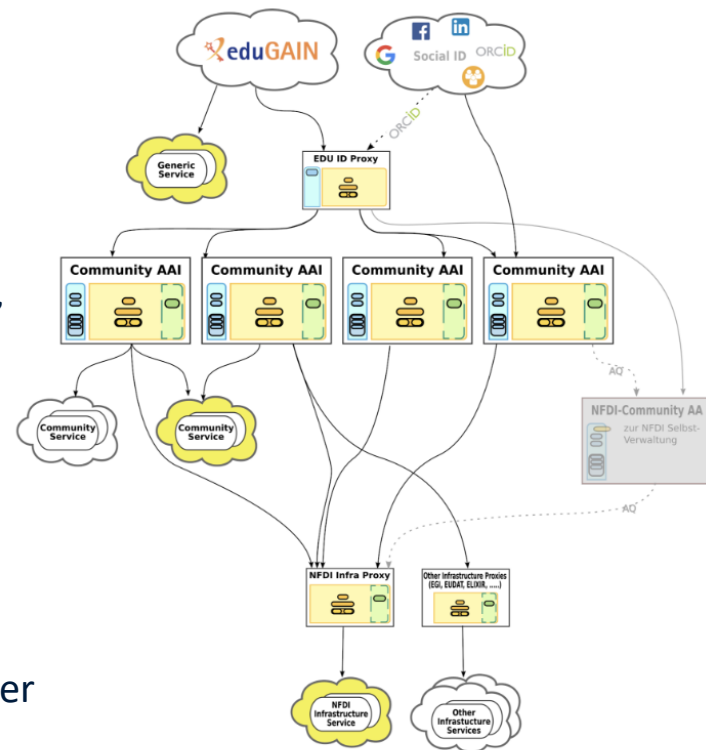 eduGAIN
Social ID
ORCID
ORCID
EDU ID Proxy
Generic
Service
Community AAI
Community AAI
Community AAI
Community AAI
,
AQ
NFDI-Community AA
zur NFDI Selbst-
Verwaltung
Community
Service
Community
Service
AQ
NFDI Infra Proxy
Other Infrastructure Proxies
(EGI, EUDAT, ELIXIR, .....)
er
NFDI
Infrastructure
Service
Other
Infrastucture
Services